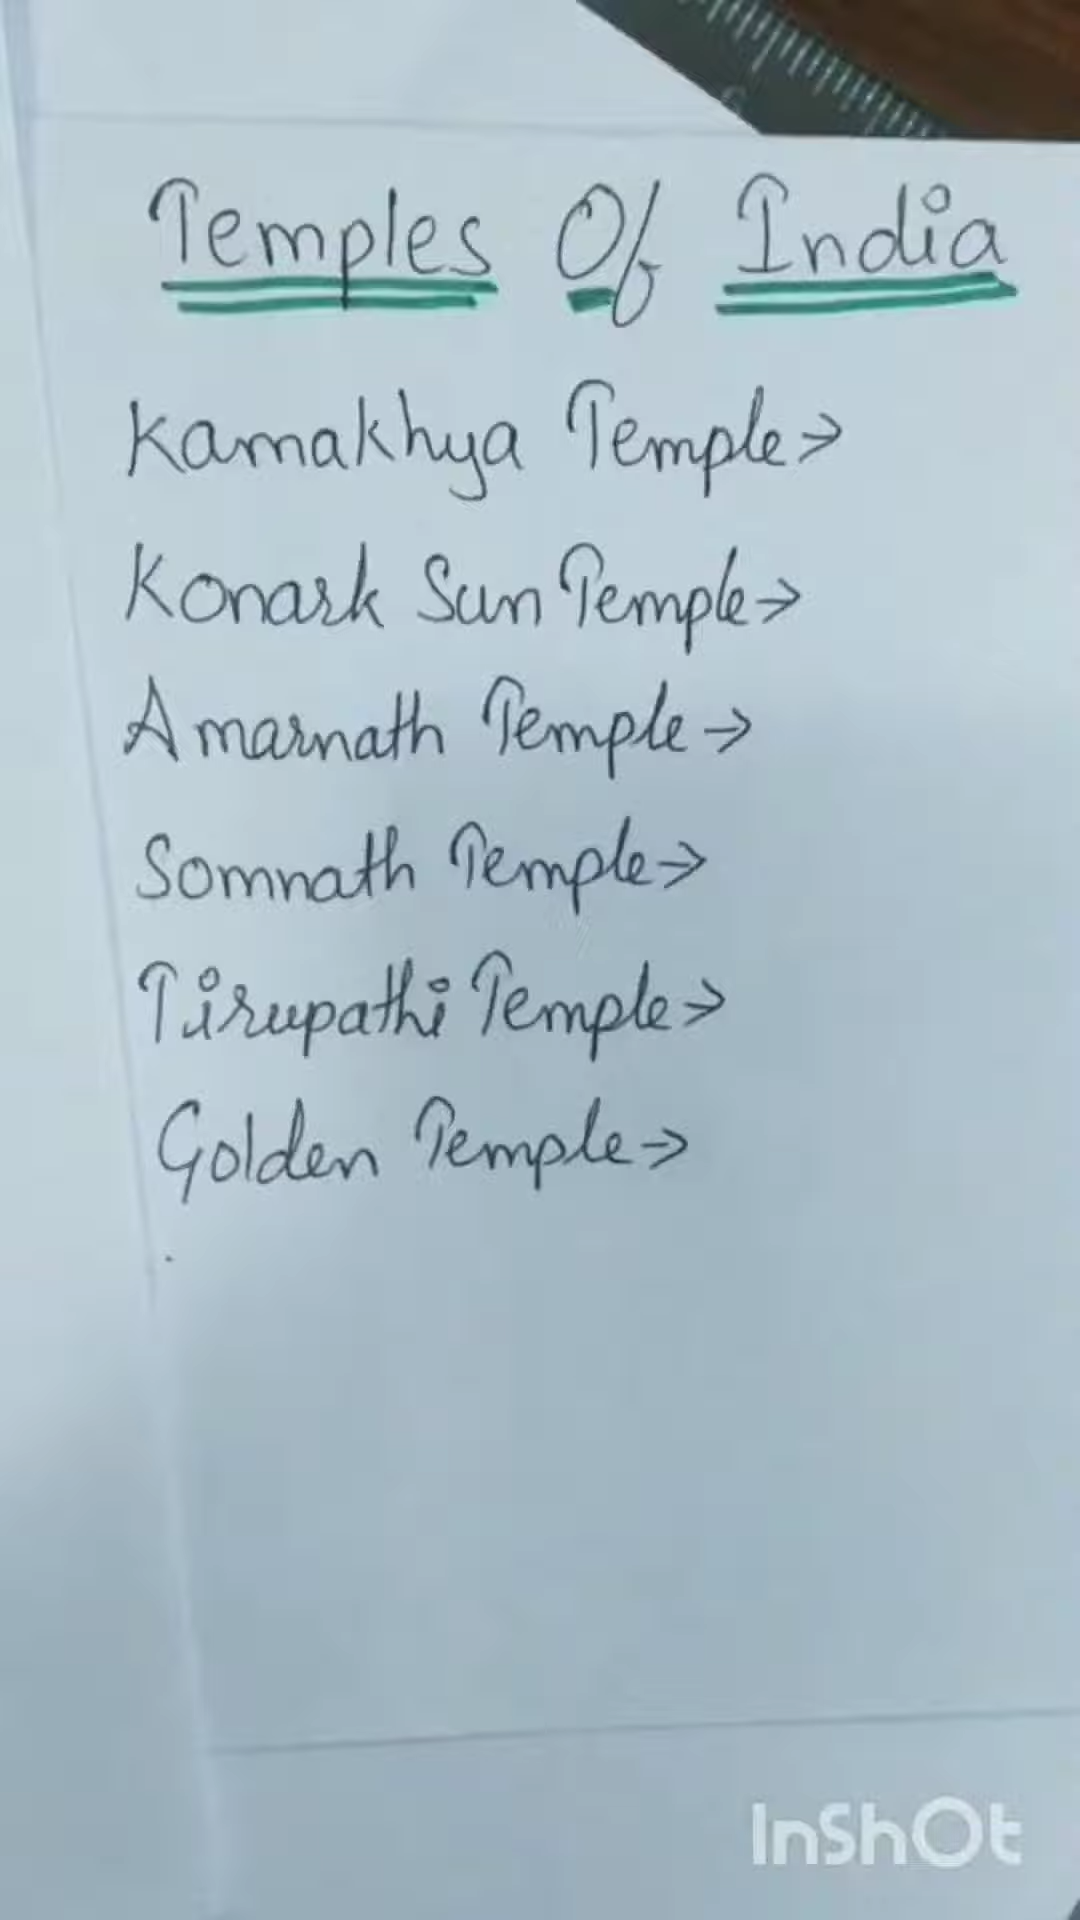 Temples Of India
Kamakhya Temple→
Konark Sun Temple→
Amarnath Temple→
Somnath Temple→
Tirupathi Temple→
Golden Temple→
InShOt